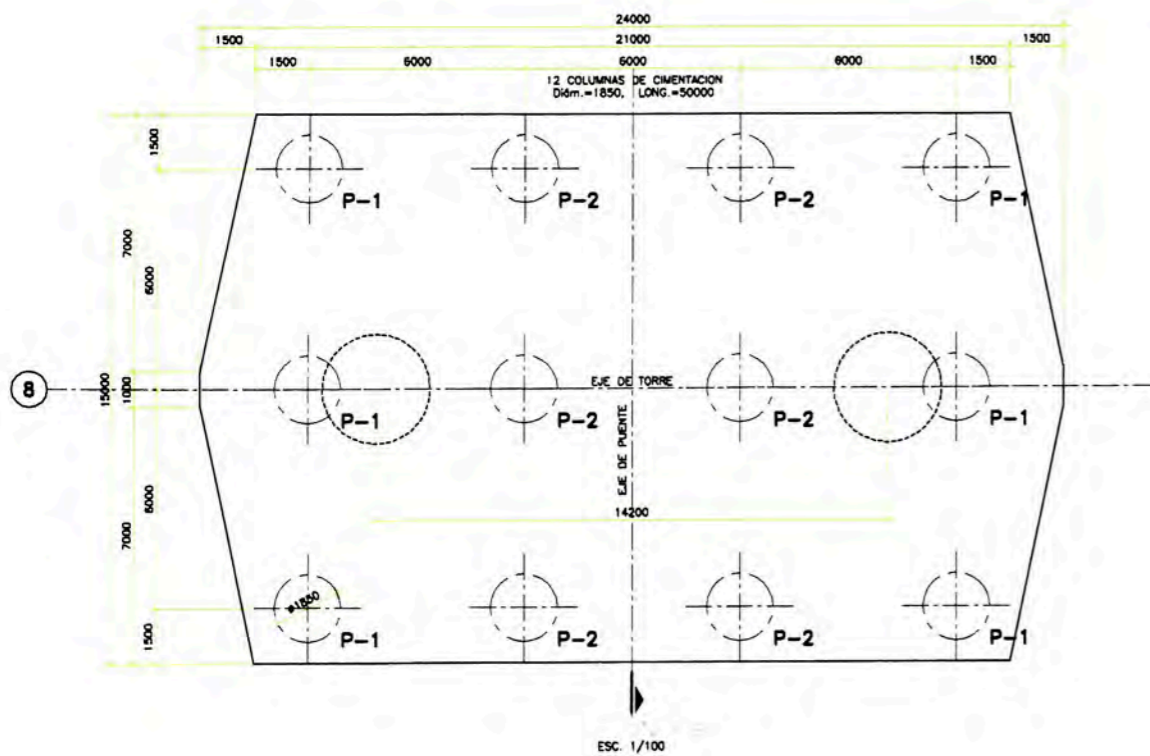 24000
1500 21000 1500
1500 6000 6000 6000 1500
12 COLUMNAS DE CIMENTACION
Diám.=1850, LONG.=50000
1500
P-1 P-2 P-2 P-1
7000
6000
8
15000
1000
EJE DE TORRE
P-1 P-2 P-2 P-1
EJE DE PUENTE
6000
14200
7000
ø1850
1500
P-1 P-2 P-2 P-1
ESC. 1/100